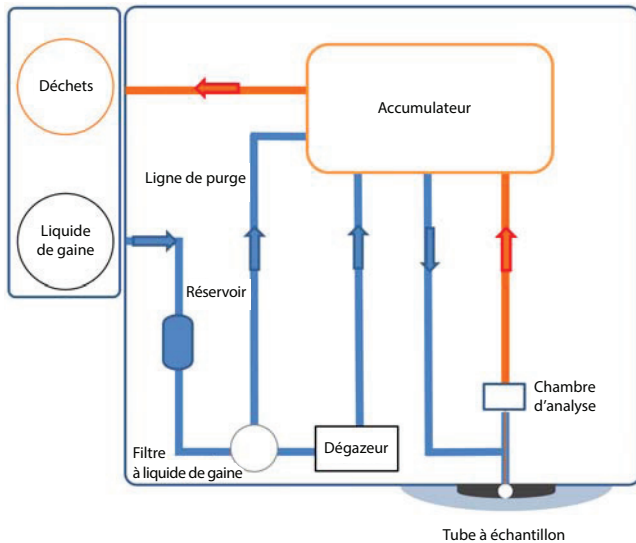 Déchets
Accumulateur
Ligne de purge
Liquide
de gaine
Réservoir
Chambre
d'analyse
Filtre
à liquide de gaine
Dégazeur
Tube à échantillon